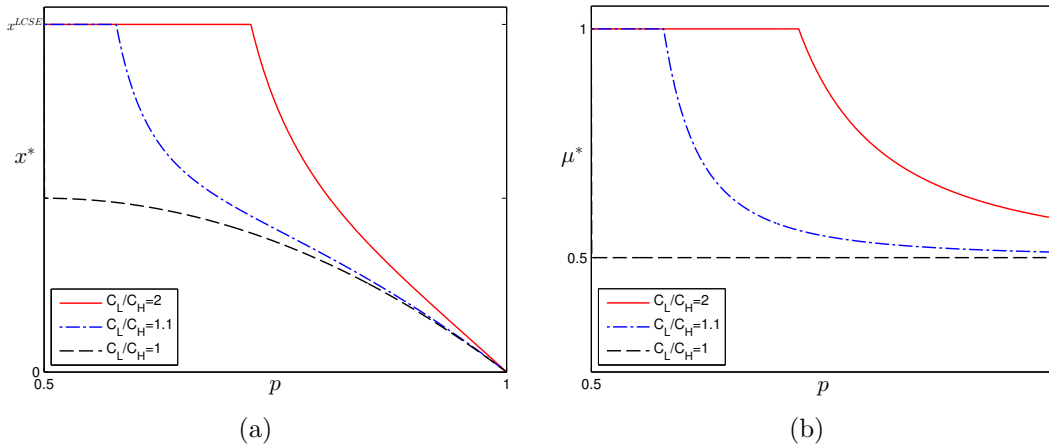 x^{LCSE}
x*
0
0.5
p
1
C_L/C_H=2
C_L/C_H=1.1
C_L/C_H=1
(a)
1
μ*
0.5
0
0.5
p
C_L/C_H=2
C_L/C_H=1.1
C_L/C_H=1
(b)